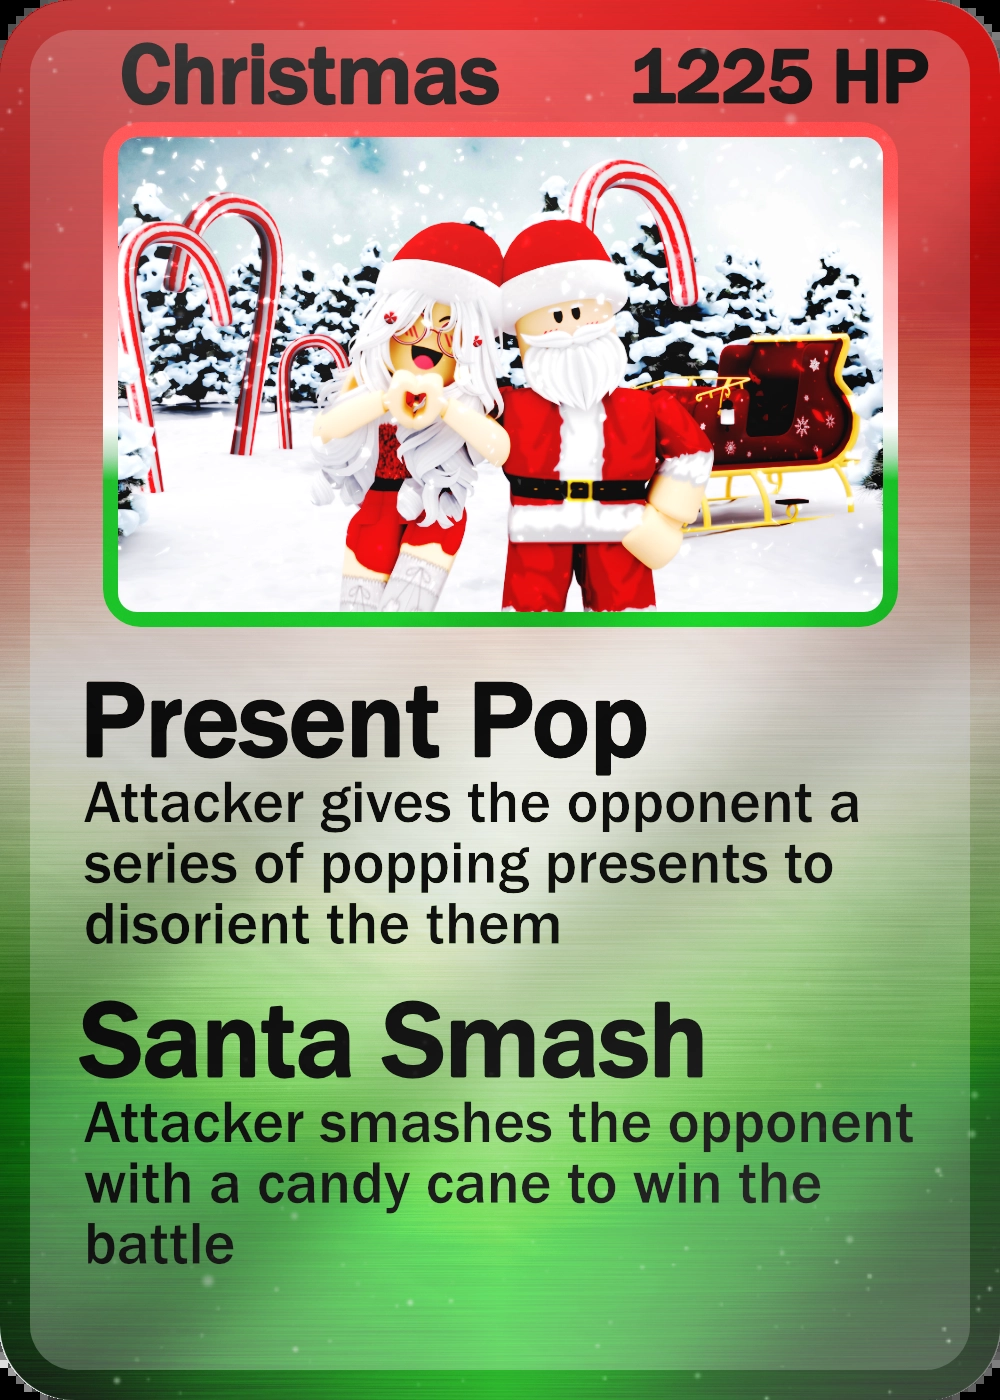 Christmas 1225 HP
Present Pop
Attacker gives the opponent a
series of popping presents to
disorient the them
Santa Smash
Attacker smashes the opponent
with a candy cane to win the
battle